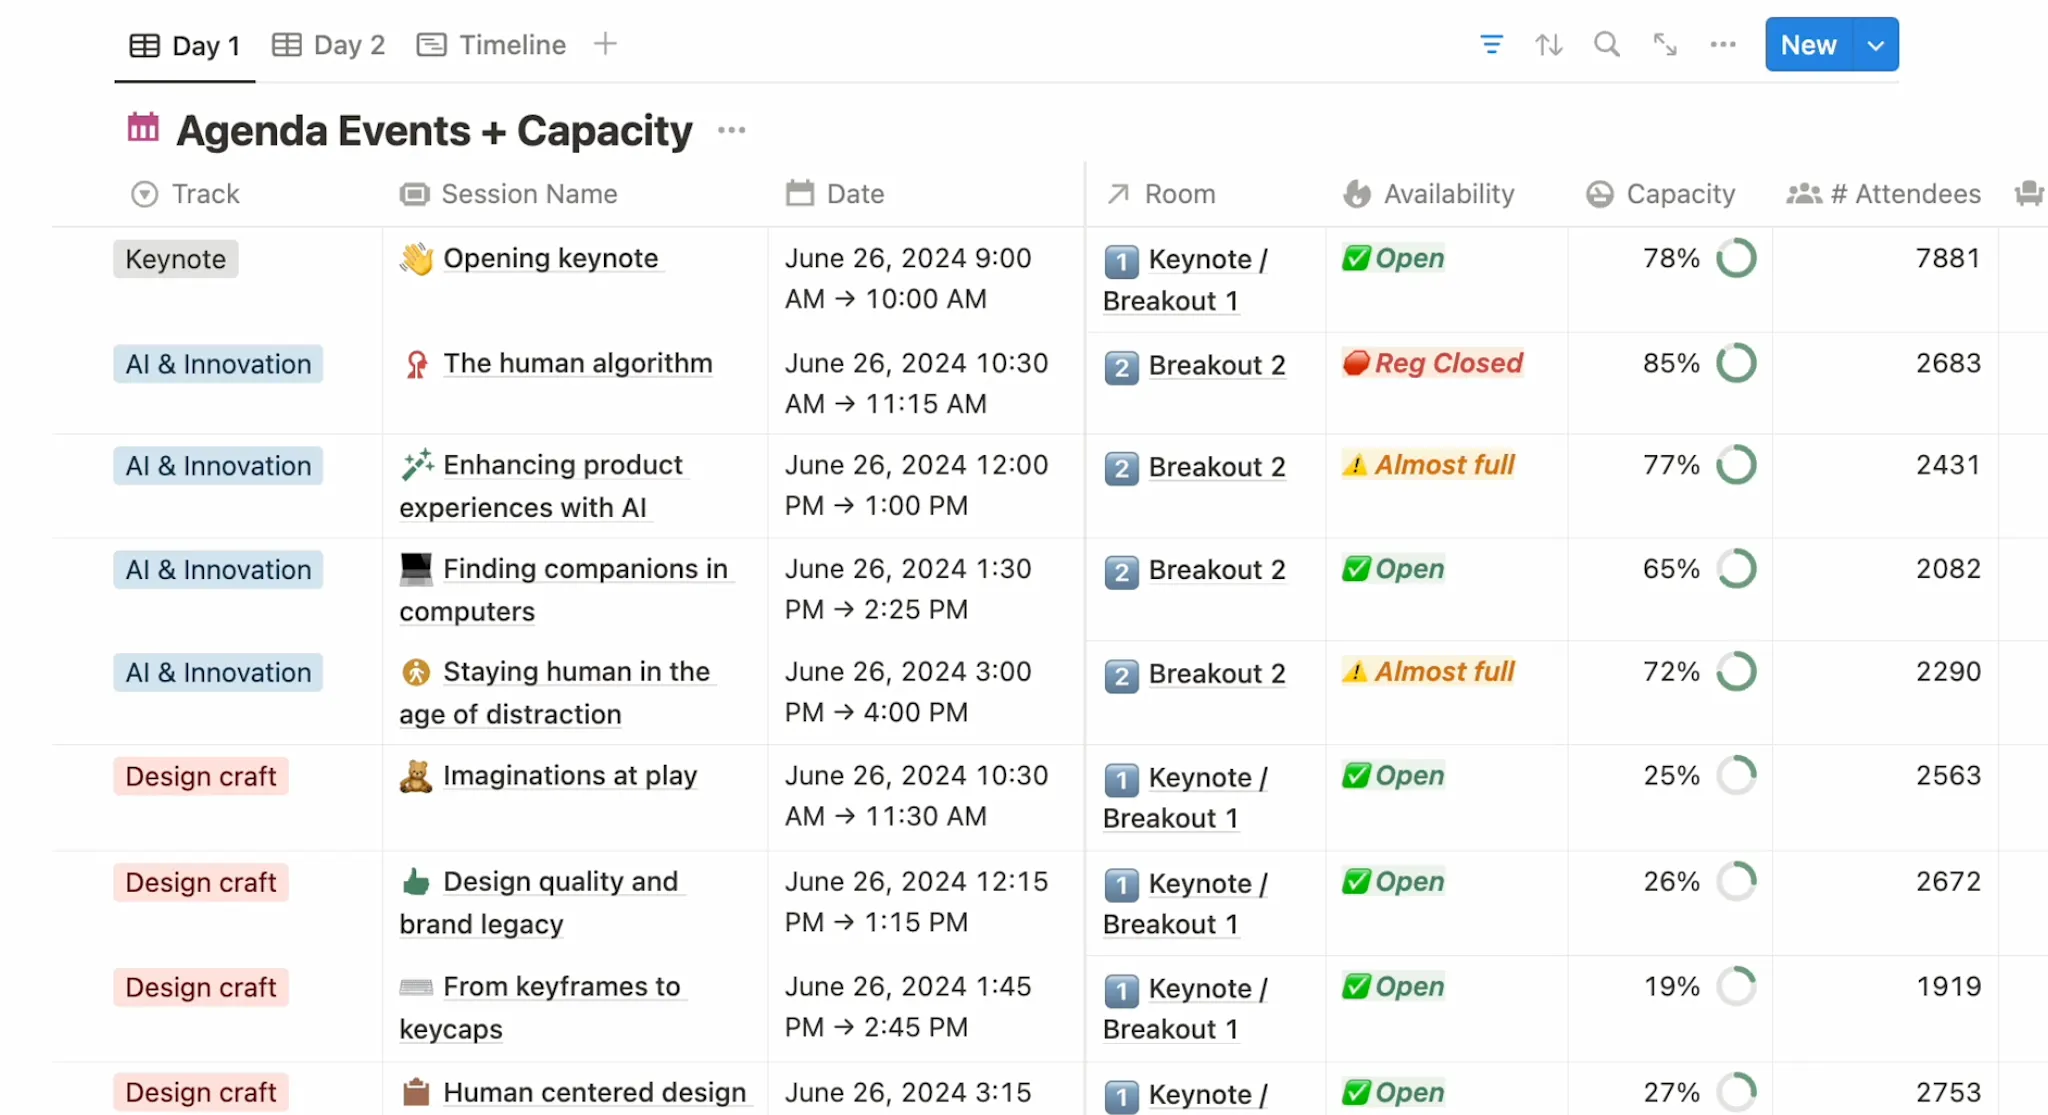 Day 1 Day 2 Timeline New
Agenda Events + Capacity
Track Session Name Date Room Availability Capacity # Attendees
Keynote Opening keynote June 26, 2024 9:00 1 Keynote / Open 78% 7881
AM → 10:00 AM Breakout 1
AI & Innovation The human algorithm June 26, 2024 10:30 2 Breakout 2 Reg Closed 85% 2683
AM → 11:15 AM
AI & Innovation Enhancing product June 26, 2024 12:00 2 Breakout 2 Almost full 77% 2431
experiences with AI PM → 1:00 PM
AI & Innovation Finding companions in June 26, 2024 1:30 2 Breakout 2 Open 65% 2082
computers PM → 2:25 PM
AI & Innovation Staying human in the June 26, 2024 3:00 2 Breakout 2 Almost full 72% 2290
age of distraction PM → 4:00 PM
Design craft Imaginations at play June 26, 2024 10:30 1 Keynote / Open 25% 2563
AM → 11:30 AM Breakout 1
Design craft Design quality and June 26, 2024 12:15 1 Keynote / Open 26% 2672
brand legacy PM → 1:15 PM Breakout 1
Design craft From keyframes to June 26, 2024 1:45 1 Keynote / Open 19% 1919
keycaps PM → 2:45 PM Breakout 1
Design craft Human centered design June 26, 2024 3:15 1 Keynote / Open 27% 2753